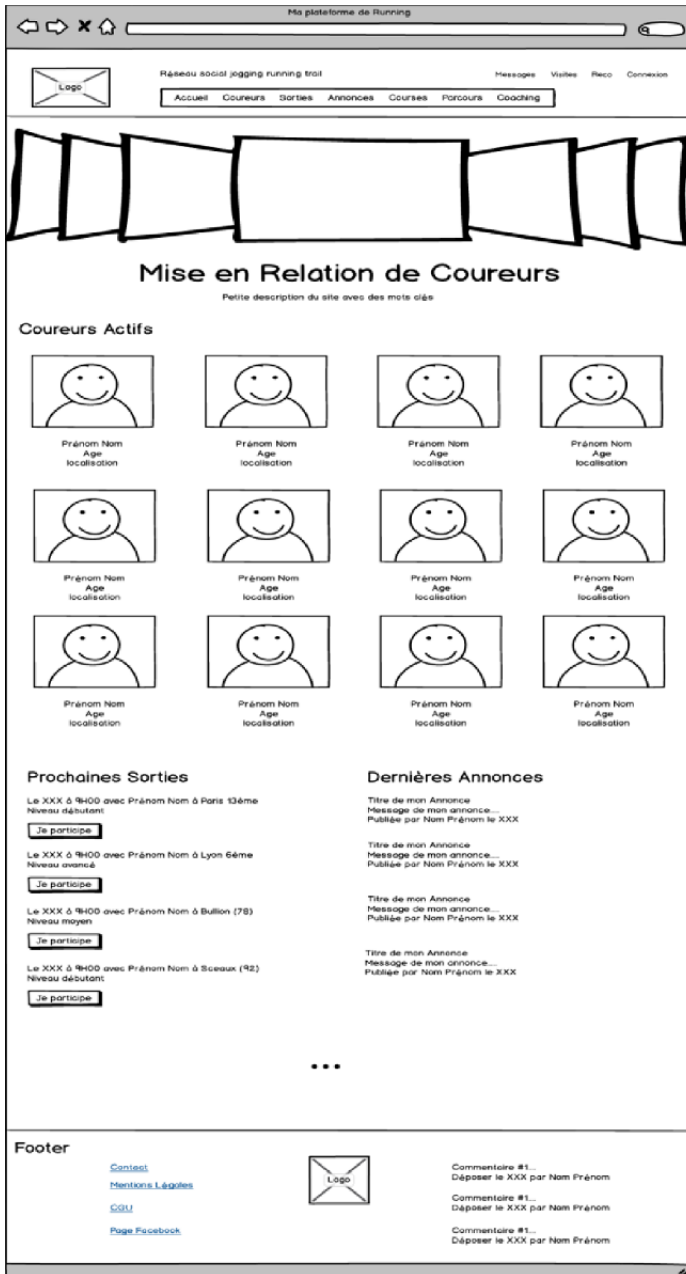 Ma plateforme de Running
Logo
Réseau social jogging running trail
Messages Visites Reco Connexion
Accueil Coureurs Sorties Annonces Courses Parcours Coaching
Mise en Relation de Coureurs
Petite description du site avec des mots clés
Coureurs Actifs
Prénom Nom
Age
localisation
Prénom Nom
Age
localisation
Prénom Nom
Age
localisation
Prénom Nom
Age
localisation
Prénom Nom
Age
localisation
Prénom Nom
Age
localisation
Prénom Nom
Age
localisation
Prénom Nom
Age
localisation
Prénom Nom
Age
localisation
Prénom Nom
Age
localisation
Prénom Nom
Age
localisation
Prénom Nom
Age
localisation
Prochaines Sorties
Le XXX à 9H00 avec Prénom Nom à Paris 13ème
Niveau débutant
Je participe
Le XXX à 9H00 avec Prénom Nom à Lyon 6ème
Niveau avancé
Je participe
Le XXX à 9H00 avec Prénom Nom à Bullion (78)
Niveau moyen
Je participe
Le XXX à 9H00 avec Prénom Nom à Sceaux (92)
Niveau débutant
Je participe
Dernières Annonces
Titre de mon Annonce
Message de mon annonce....
Publiée par Nom Prénom le XXX
Titre de mon Annonce
Message de mon annonce....
Publiée par Nom Prénom le XXX
Titre de mon Annonce
Message de mon annonce....
Publiée par Nom Prénom le XXX
Titre de mon Annonce
Message de mon annonce....
Publiée par Nom Prénom le XXX
...
Footer
Contact
Mentions Légales
CGU
Page Facebook
Logo
Commentaire #1...
Déposer le XXX par Nom Prénom
Commentaire #1...
Déposer le XXX par Nom Prénom
Commentaire #1...
Déposer le XXX par Nom Prénom